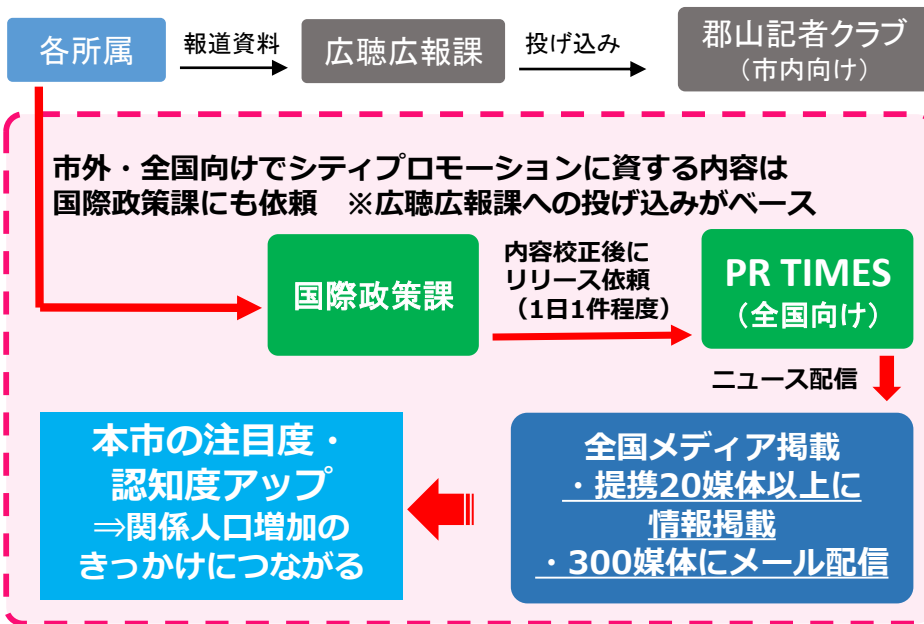 各所属
報道資料
広聴広報課
投げ込み
郡山記者クラブ
（市内向け）
市外・全国向けでシティプロモーションに資する内容は
国際政策課にも依頼　※広聴広報課への投げ込みがベース
国際政策課
内容校正後に
リリース依頼
（1日1件程度）
PR TIMES
（全国向け）
ニュース配信
全国メディア掲載
・提携20媒体以上に
情報掲載
・300媒体にメール配信
本市の注目度・
認知度アップ
⇒関係人口増加の
きっかけにつながる